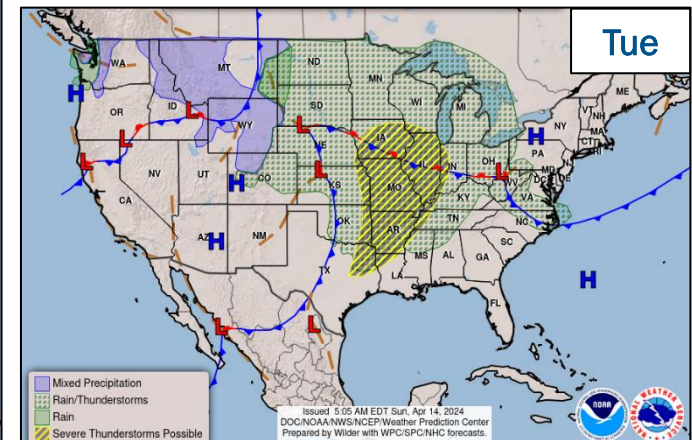 Tue
WA
MT
ND
MN
ME
H
OR
ID
L
WY
SD
WI
MI
VT
NH
NY
MA
CT
RI
H
L
L
NE
IA
IL
IN
OH
L
PA
NJ
MD
DE
DC
WV
VA
L
NV
UT
H
CO
L
KS
MO
KY
CA
AZ
H
NM
OK
AR
TN
NC
SC
TX
LA
MS
AL
GA
H
FL
L
L
Mixed Precipitation
Rain/Thunderstorms
Rain
Severe Thunderstorms Possible
Issued 5:05 AM EDT Sun, Apr 14, 2024
DOC/NOAA/NWS/NCEP/Weather Prediction Center
Prepared by Wilder with WPC/SPC/NHC forecasts.
NOAA
NATIONAL WEATHER SERVICE